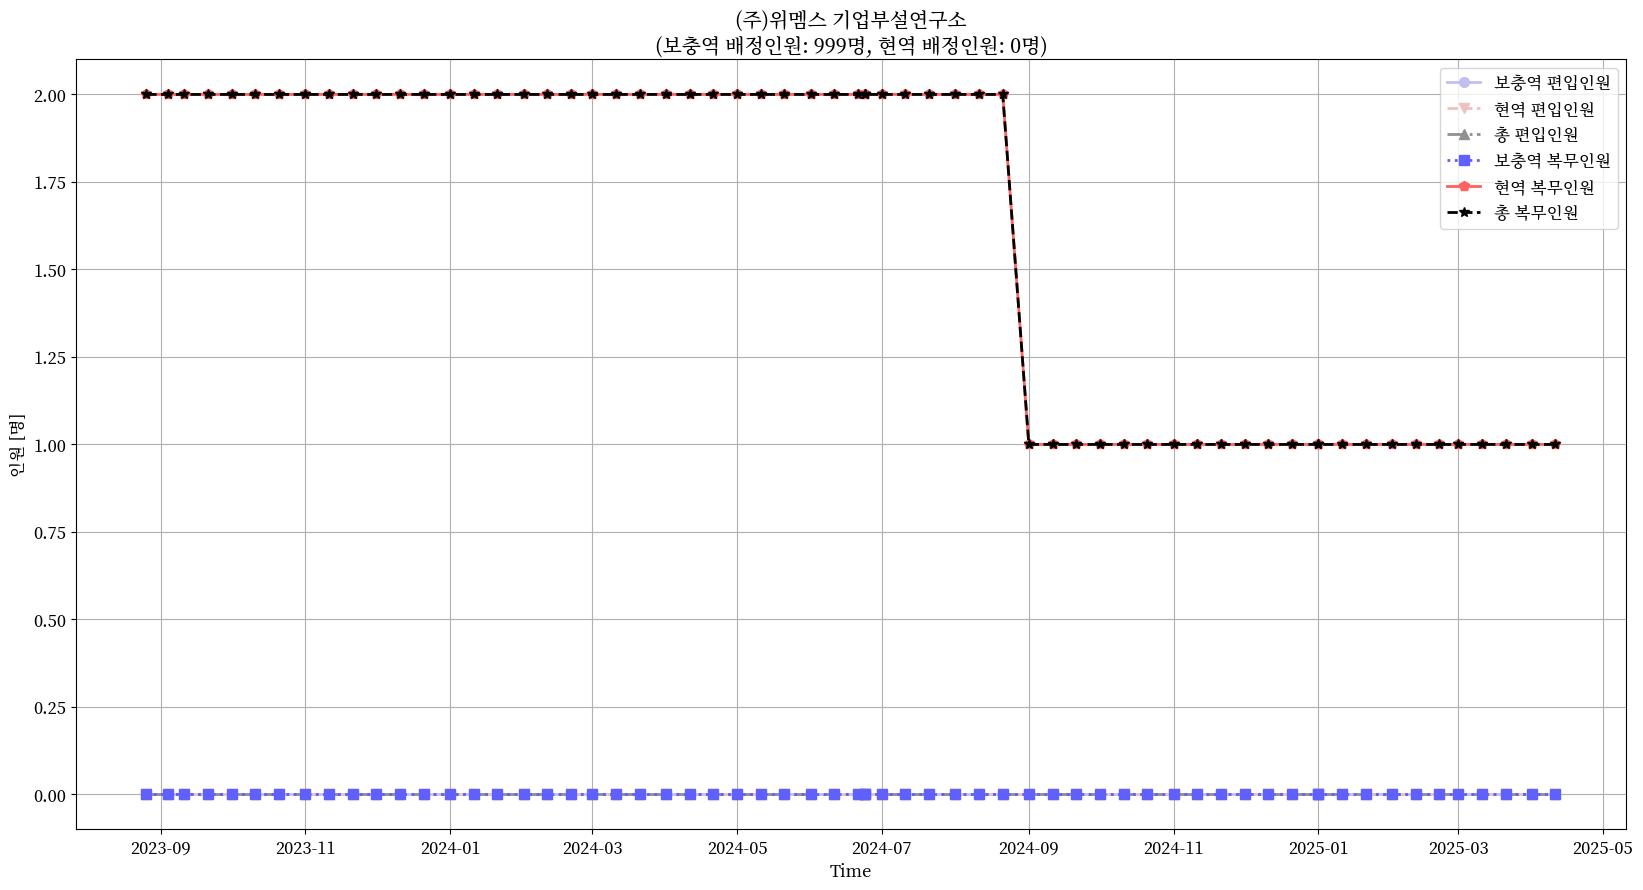 (주)위멤스 기업부설연구소
(보충역 배정인원: 999명, 현역 배정인원: 0명)
보충역 편입인원
현역 편입인원
총 편입인원
보충역 복무인원
현역 복무인원
총 복무인원
인원 [명]
2.00
1.75
1.50
1.25
1.00
0.75
0.50
0.25
0.00
2023-09 2023-11 2024-01 2024-03 2024-05 2024-07 2024-09 2024-11 2025-01 2025-03 2025-05
Time